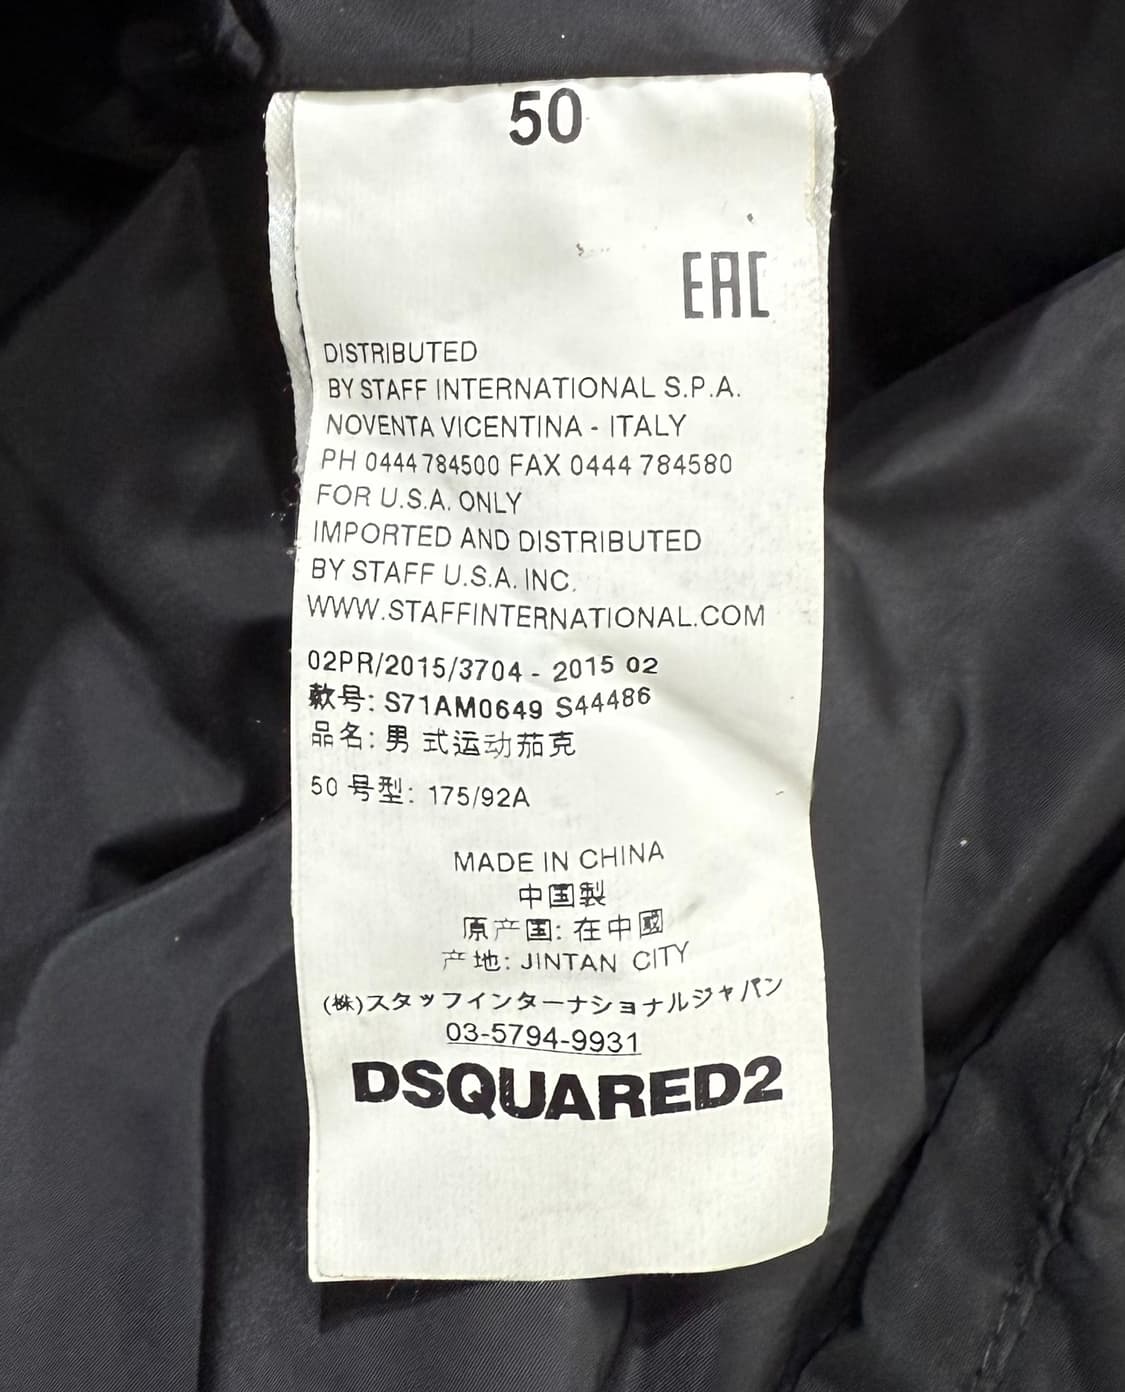 50
EAC
DISTRIBUTED
BY STAFF INTERNATIONAL S.P.A.
NOVENTA VICENTINA - ITALY
PH 0444 784500 FAX 0444 784580
FOR U.S.A. ONLY
IMPORTED AND DISTRIBUTED
BY STAFF U.S.A. INC.
WWW.STAFFINTERNATIONAL.COM
02PR/2015/3704 - 2015 02
款号: S71AM0649 S44486
品名: 男 式运动茄克
50 号型: 175/92A
MADE IN CHINA
中国製
原产国: 在中國
产地: JINTAN CITY
(株)スタッフインターナショナルジャパン
03-5794-9931
DSQUARED2